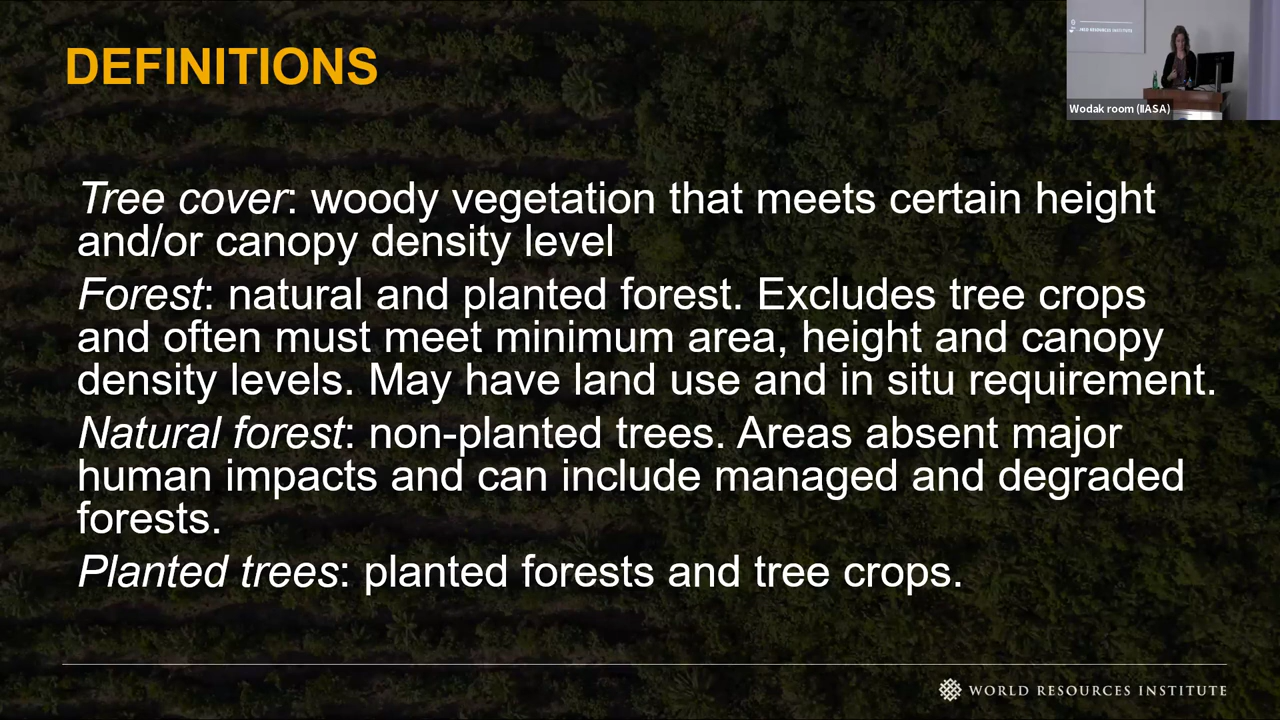 DEFINITIONS
Wodak room (IIASA)
Tree cover: woody vegetation that meets certain height
and/or canopy density level
Forest: natural and planted forest. Excludes tree crops
and often must meet minimum area, height and canopy
density levels. May have land use and in situ requirement.
Natural forest: non-planted trees. Areas absent major
human impacts and can include managed and degraded
forests.
Planted trees: planted forests and tree crops.
WORLD RESOURCES INSTITUTE